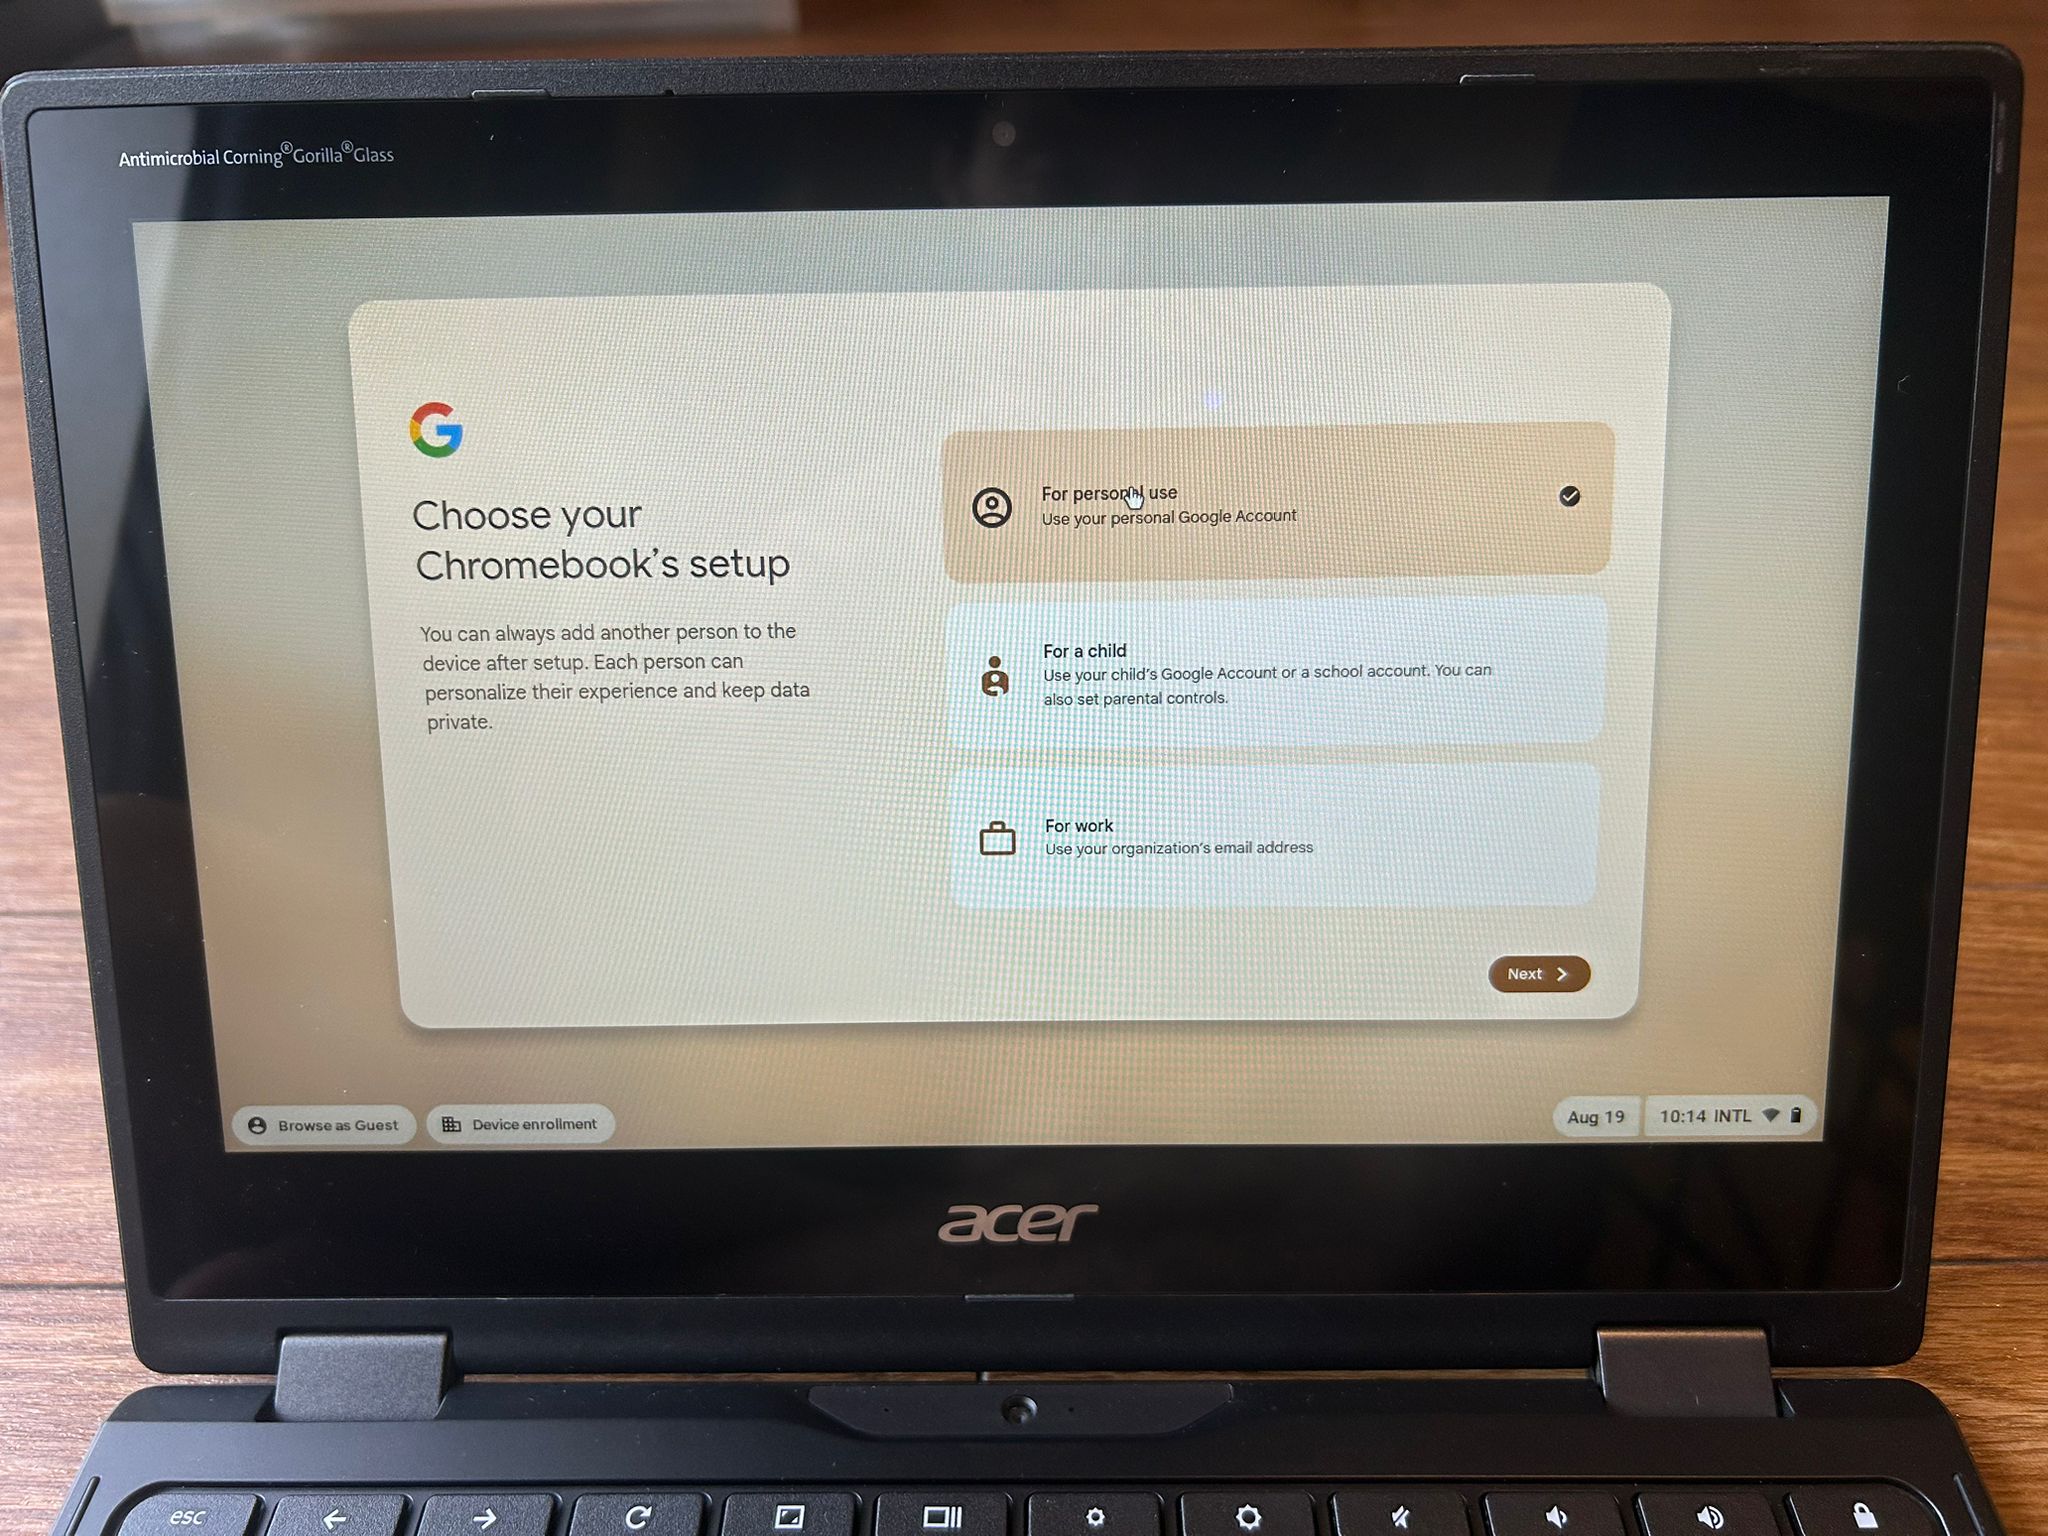 Antimicrobial Corning® Gorilla® Glass
Choose your
Chromebook's setup
You can always add another person to the
device after setup. Each person can
personalize their experience and keep data
private.
For personal use
Use your personal Google Account
For a child
Use your child's Google Account or a school account. You can
also set parental controls.
For work
Use your organization's email address
Next
Browse as Guest
Device enrollment
Aug 19
10:14 INTL
acer
esc